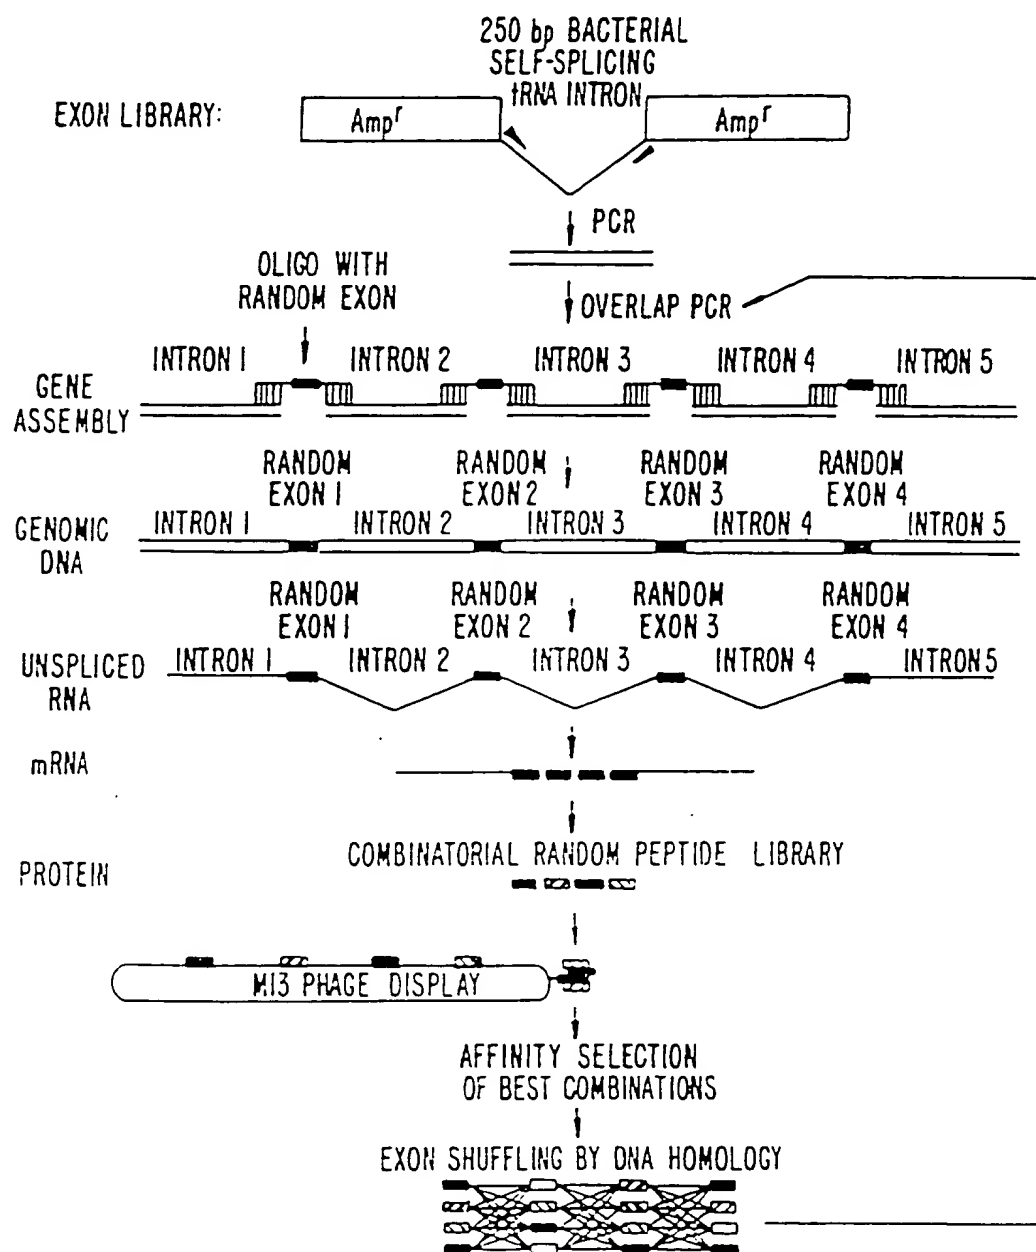 250 bp BACTERIAL
SELF-SPLICING
tRNA INTRON
EXON LIBRARY:
Ampr
Ampr
PCR
OLIGO WITH
RANDOM EXON
OVERLAP PCR
INTRON 1 INTRON 2 INTRON 3 INTRON 4 INTRON 5
GENE
ASSEMBLY
RANDOM
EXON 1
RANDOM
EXON 2
RANDOM
EXON 3
RANDOM
EXON 4
GENOMIC
DNA
INTRON 1 INTRON 2 INTRON 3 INTRON 4 INTRON 5
RANDOM
EXON 1
RANDOM
EXON 2
RANDOM
EXON 3
RANDOM
EXON 4
UNSPLICED
RNA
INTRON 1 INTRON 2 INTRON 3 INTRON 4 INTRON 5
mRNA
COMBINATORIAL RANDOM PEPTIDE LIBRARY
PROTEIN
M13 PHAGE DISPLAY
AFFINITY SELECTION
OF BEST COMBINATIONS
EXON SHUFFLING BY DNA HOMOLOGY